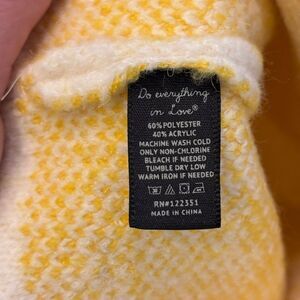 Do everything
in Love®
60% POLYESTER
40% ACRYLIC
MACHINE WASH COLD
ONLY NON-CHLORINE
BLEACH IF NEEDED
TUMBLE DRY LOW
WARM IRON IF NEEDED
RN#122351
MADE IN CHINA